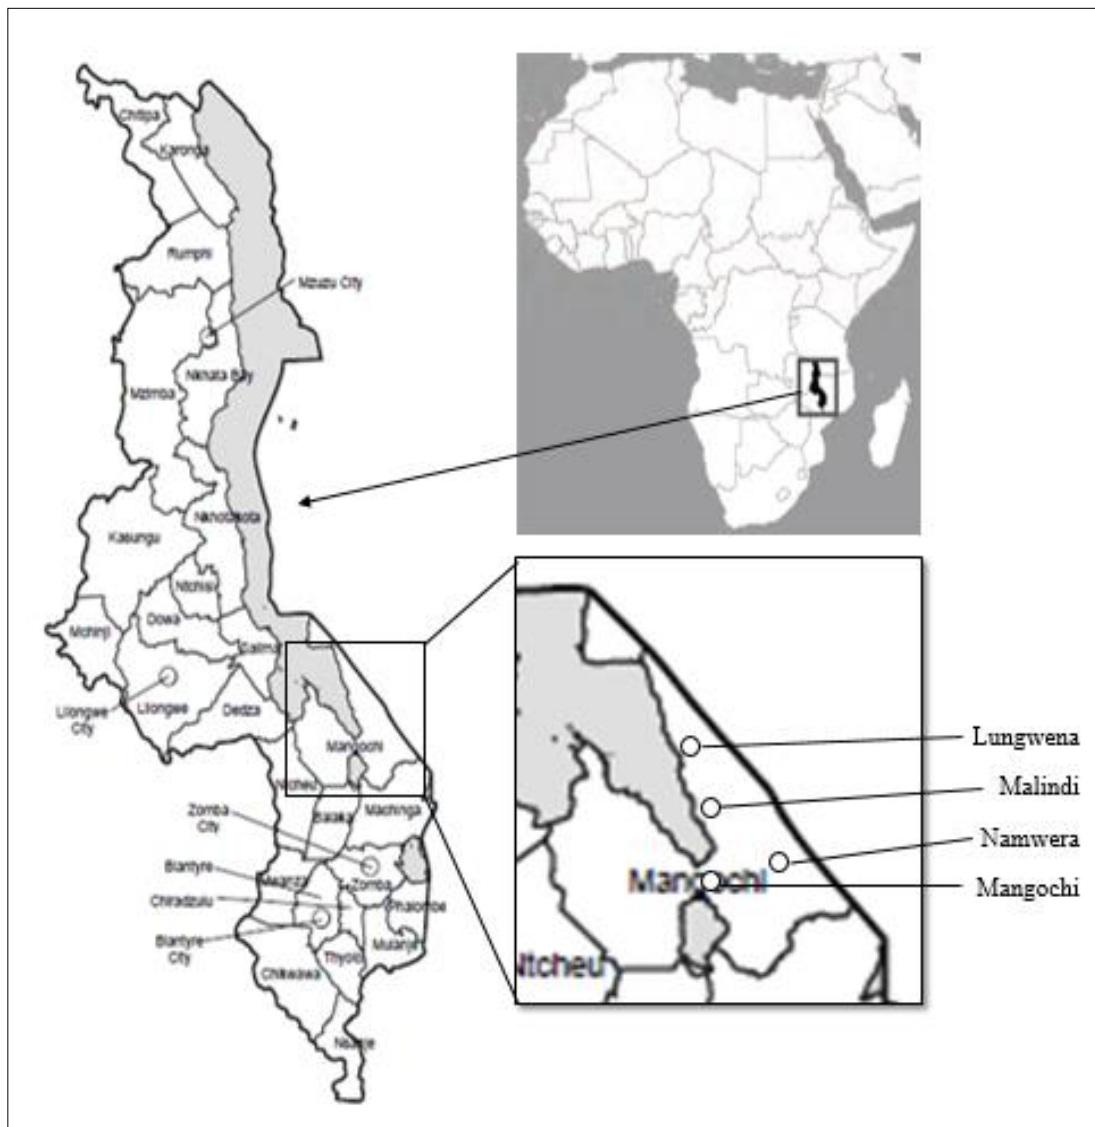 Chitipa
Karonga
Rumphi
Mzuzu City
Nkhata Bay
Mzimba
Nkhotakota
Kasungu
Ntchisi
Dowa
Mchinji
Salima
Lilongwe
City
Lilongwe
Dedza
Mangochi
Ntcheu
Machinga
Balaka
Zomba
City
Blantyre
Mwanza
Zomba
Chiradzulu
Phalombe
Blantyre
City
Mulanje
Thyolo
Chikwawa
Nsanje
Lungwena
Malindi
Namwera
Mangochi
Mangochi
Ntcheu